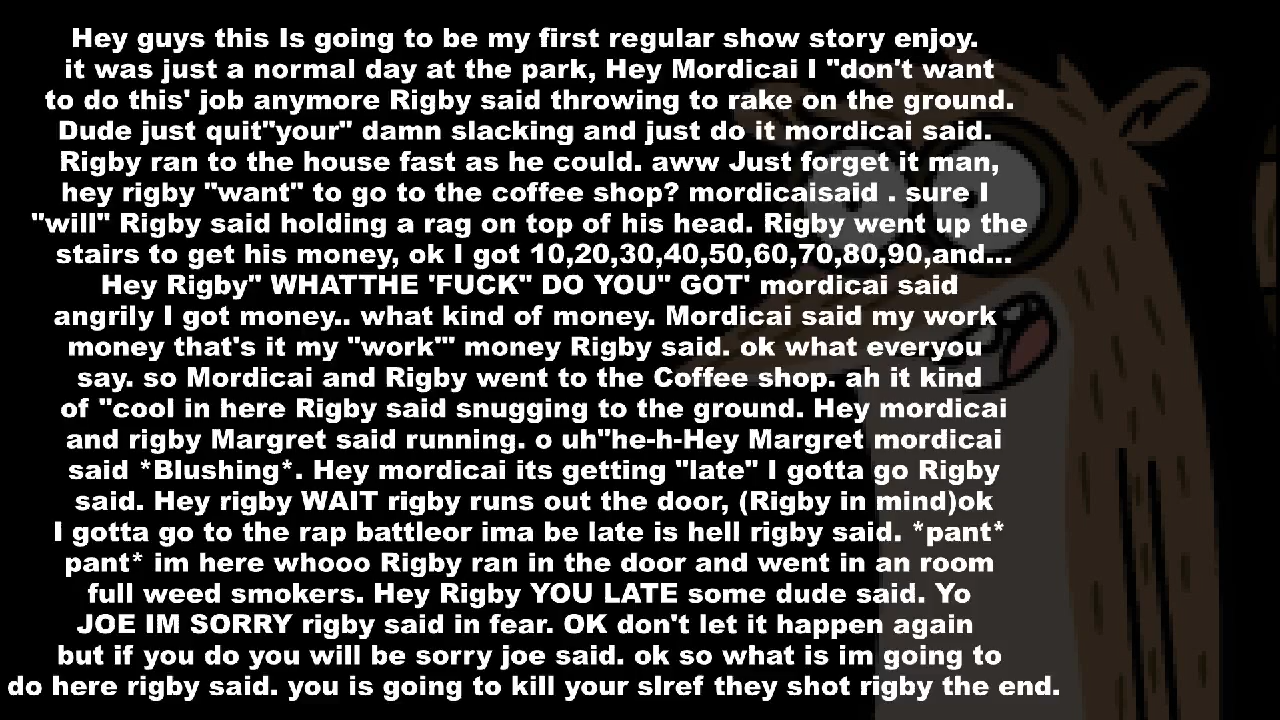 Hey guys this Is going to be my first regular show story enjoy.
it was just a normal day at the park, Hey Mordicai I "don't want
to do this' job anymore Rigby said throwing to rake on the ground.
Dude just quit"your" damn slacking and just do it mordicai said.
Rigby ran to the house fast as he could. aww Just forget it man,
hey rigby "want" to go to the coffee shop? mordicaisaid . sure I
"will" Rigby said holding a rag on top of his head. Rigby went up the
stairs to get his money, ok I got 10,20,30,40,50,60,70,80,90,and...
Hey Rigby" WHATTHE 'FUCK" DO YOU" GOT' mordicai said
angrily I got money.. what kind of money. Mordicai said my work
money that's it my "work'" money Rigby said. ok what everyou
say. so Mordicai and Rigby went to the Coffee shop. ah it kind
of "cool in here Rigby said snugging to the ground. Hey mordicai
and rigby Margret said running. o uh"he-h-Hey Margret mordicai
said *Blushing*. Hey mordicai its getting "late" I gotta go Rigby
said. Hey rigby WAIT rigby runs out the door, (Rigby in mind)ok
I gotta go to the rap battleor ima be late is hell rigby said. *pant*
pant* im here whooo Rigby ran in the door and went in an room
full weed smokers. Hey Rigby YOU LATE some dude said. Yo
JOE IM SORRY rigby said in fear. OK don't let it happen again
but if you do you will be sorry joe said. ok so what is im going to
do here rigby said. you is going to kill your slref they shot rigby the end.